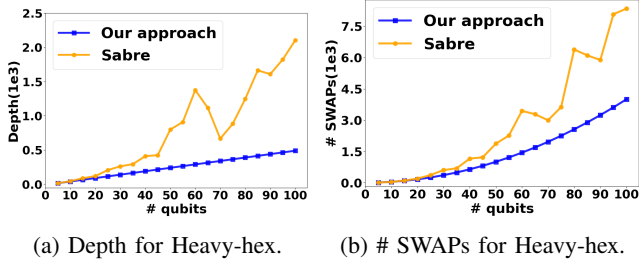 2.5
2.0
1.5
1.0
0.5
0.0
Depth(1e3)
Our approach
Sabre
0 10 20 30 40 50 60 70 80 90 100
# qubits
7.5
6.0
4.5
3.0
1.5
0.0
# SWAPs(1e3)
Our approach
Sabre
0 10 20 30 40 50 60 70 80 90 100
# qubits
(a) Depth for Heavy-hex.
(b) # SWAPs for Heavy-hex.